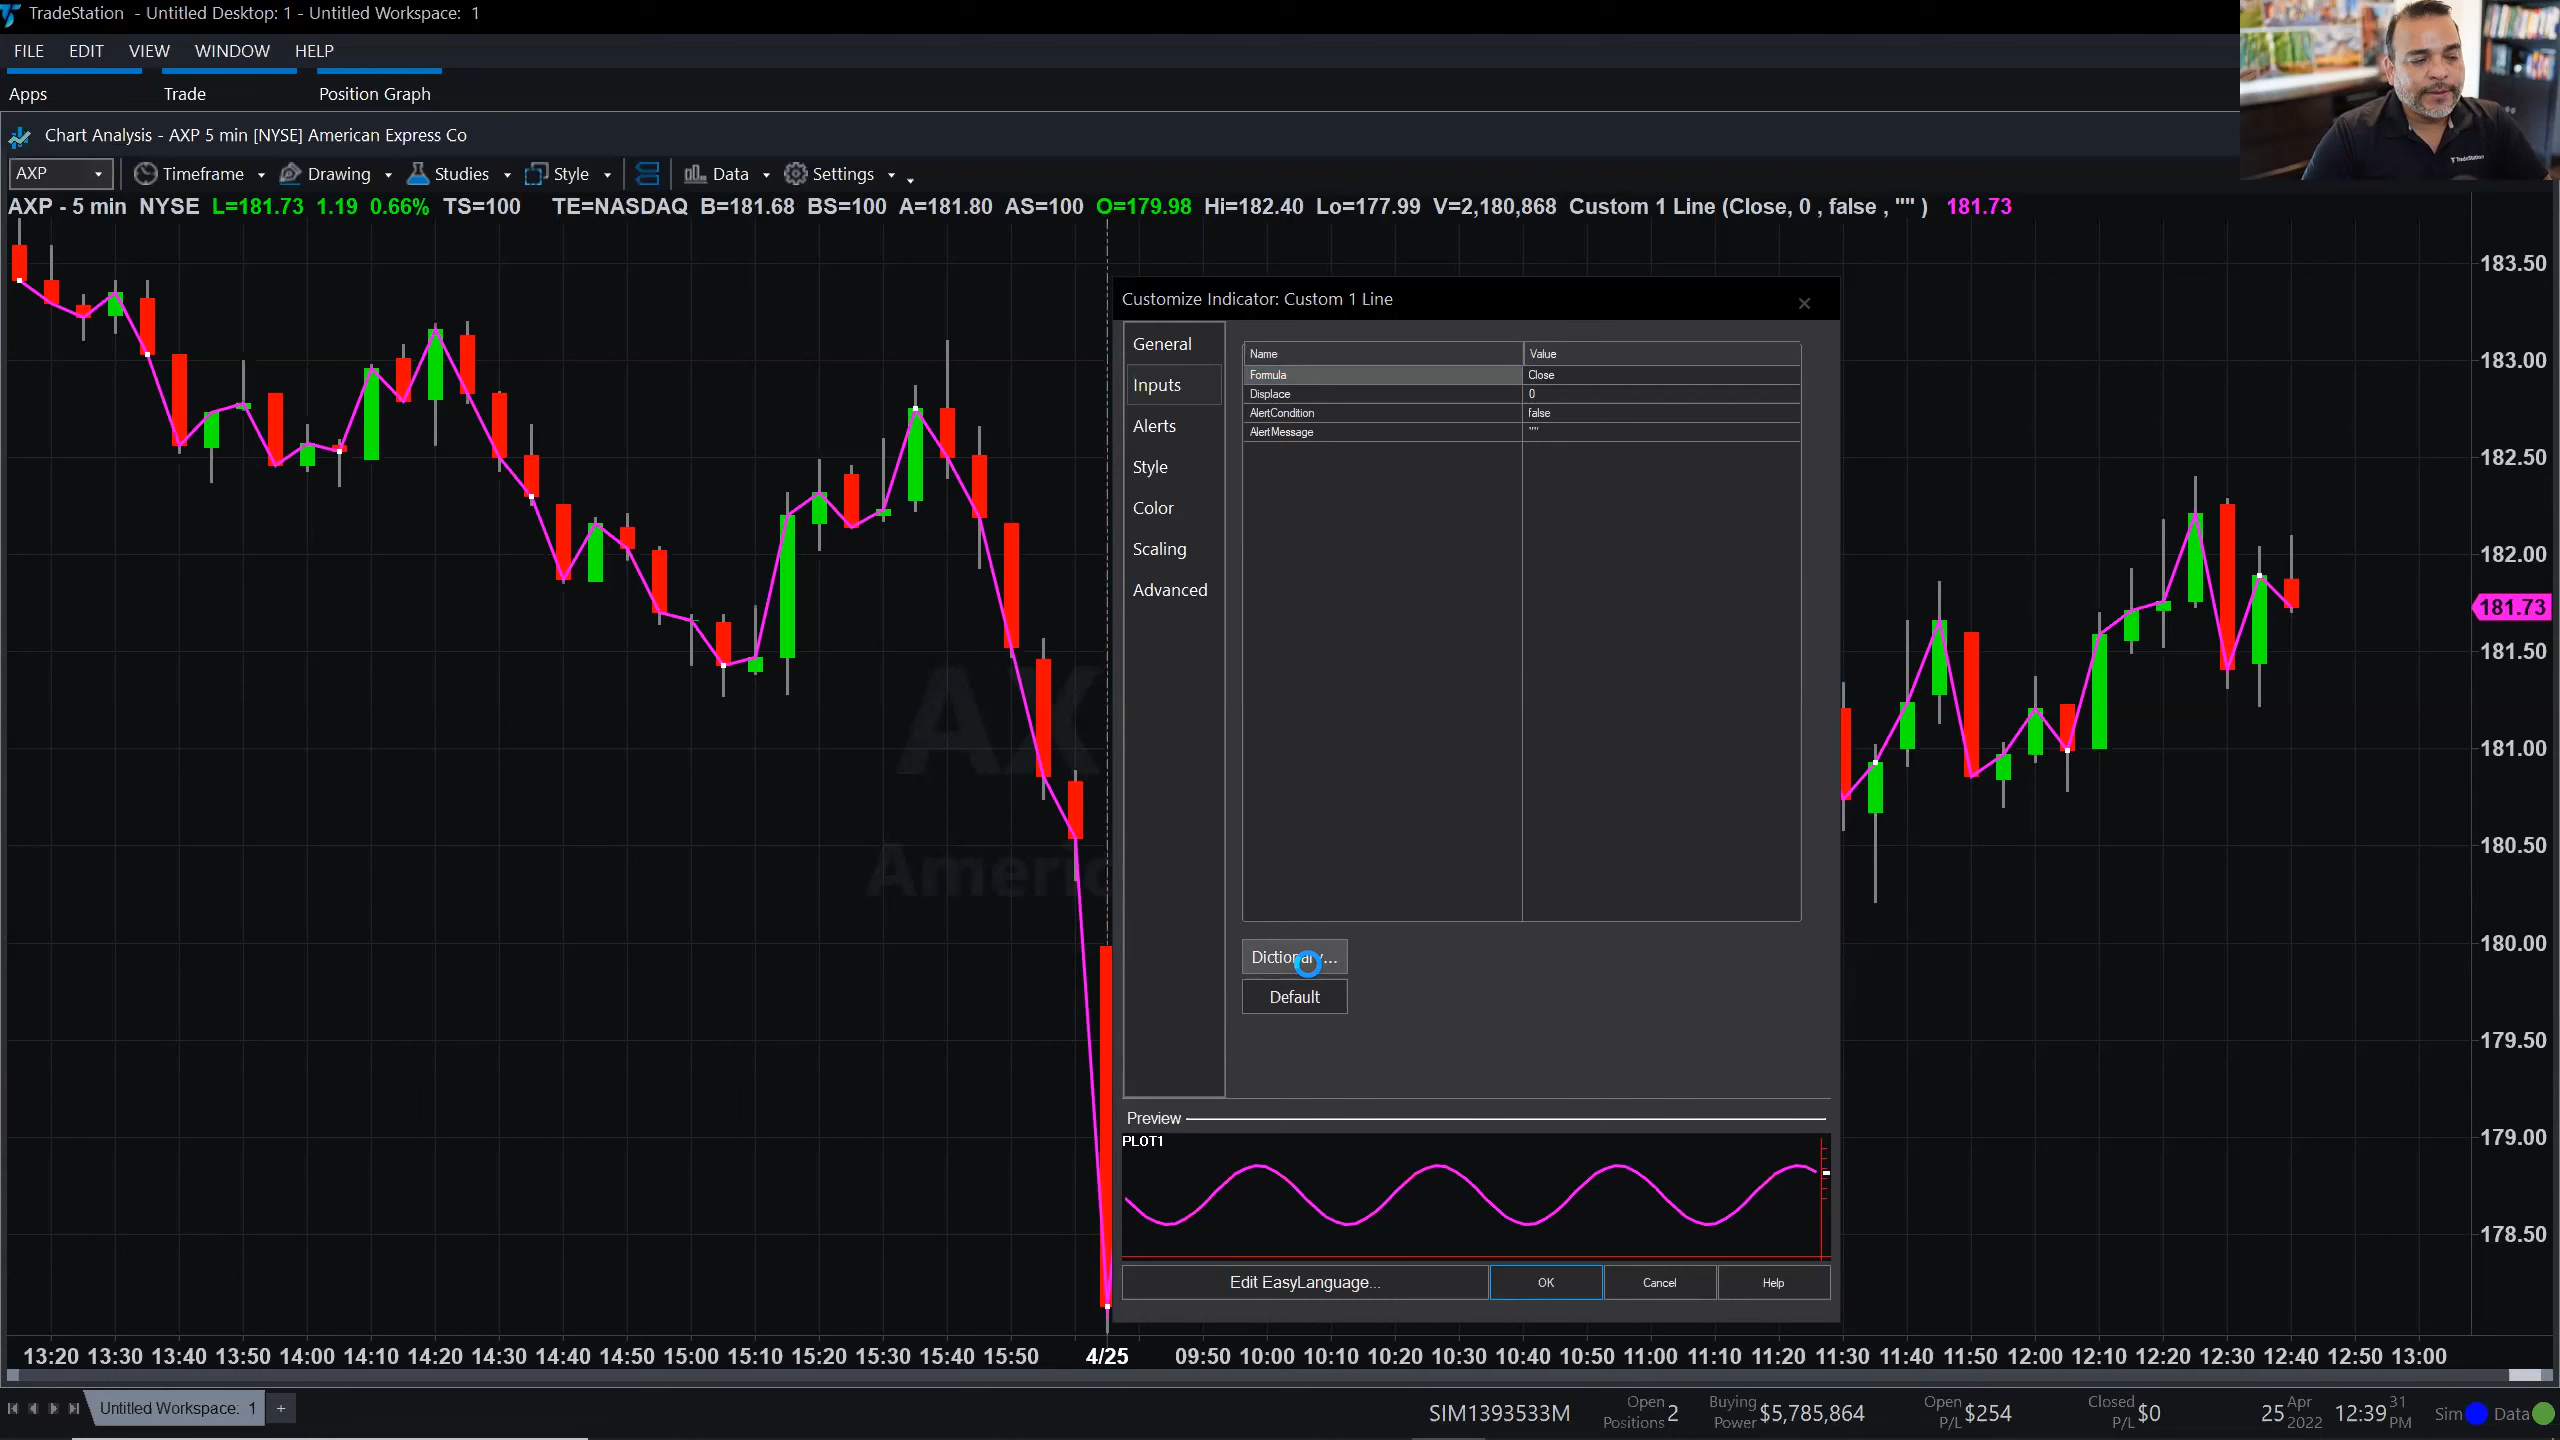 TradeStation - Untitled Desktop: 1 - Untitled Workspace: 1
FILE EDIT VIEW WINDOW HELP
Apps Trade Position Graph
Chart Analysis - AXP 5 min [NYSE] American Express Co
AXP Timeframe Drawing Studies Style Data Settings
AXP - 5 min NYSE L=181.73 1.19 0.66% TS=100 TE=NASDAQ B=181.68 BS=100 A=181.80 AS=100 O=179.98 Hi=182.40 Lo=177.99 V=2,180,868 Custom 1 Line (Close, 0 , false , "" ) 181.73
183.50
183.00
182.50
182.00
181.73
181.50
181.00
180.50
180.00
179.50
179.00
178.50
Customize Indicator: Custom 1 Line
General
Inputs
Alerts
Style
Color
Scaling
Advanced
Name Value
Formula Close
Displace 0
AlertCondition false
AlertMessage ""
Dictionary...
Default
Preview
PLOT1
Edit EasyLanguage... OK Cancel Help
13:20 13:30 13:40 13:50 14:00 14:10 14:20 14:30 14:40 14:50 15:00 15:10 15:20 15:30 15:40 15:50 4/25 09:50 10:00 10:10 10:20 10:30 10:40 10:50 11:00 11:10 11:20 11:30 11:40 11:50 12:00 12:10 12:20 12:30 12:40 12:50 13:00
Untitled Workspace: 1 +
SIM1393533M Open Positions 2 Buying Power $5,785,864 Open P/L $254 Closed P/L $0 25 Apr 2022 12:39 31 PM Sim Data
TradeStation